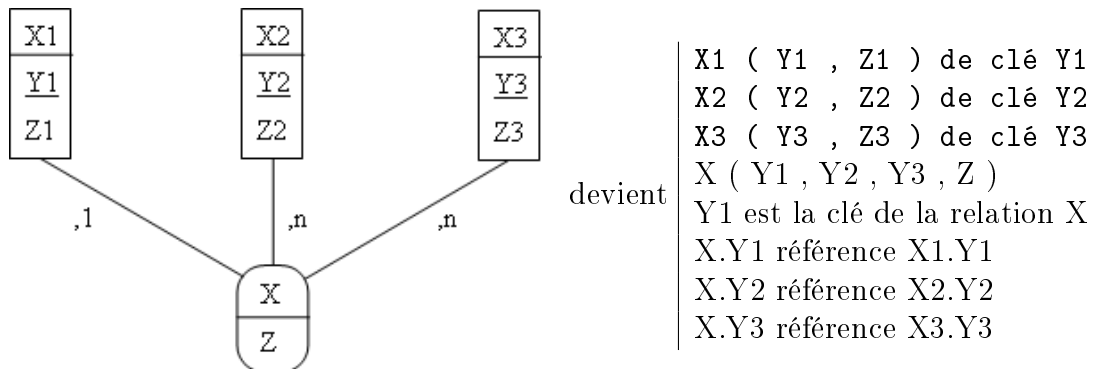 X1 X2 X3
Y1 Y2 Y3
Z1 Z2 Z3
,1 ,n ,n
X
Z
devient
X1 ( Y1 , Z1 ) de clé Y1
X2 ( Y2 , Z2 ) de clé Y2
X3 ( Y3 , Z3 ) de clé Y3
X ( Y1 , Y2 , Y3 , Z )
Y1 est la clé de la relation X
X.Y1 référence X1.Y1
X.Y2 référence X2.Y2
X.Y3 référence X3.Y3